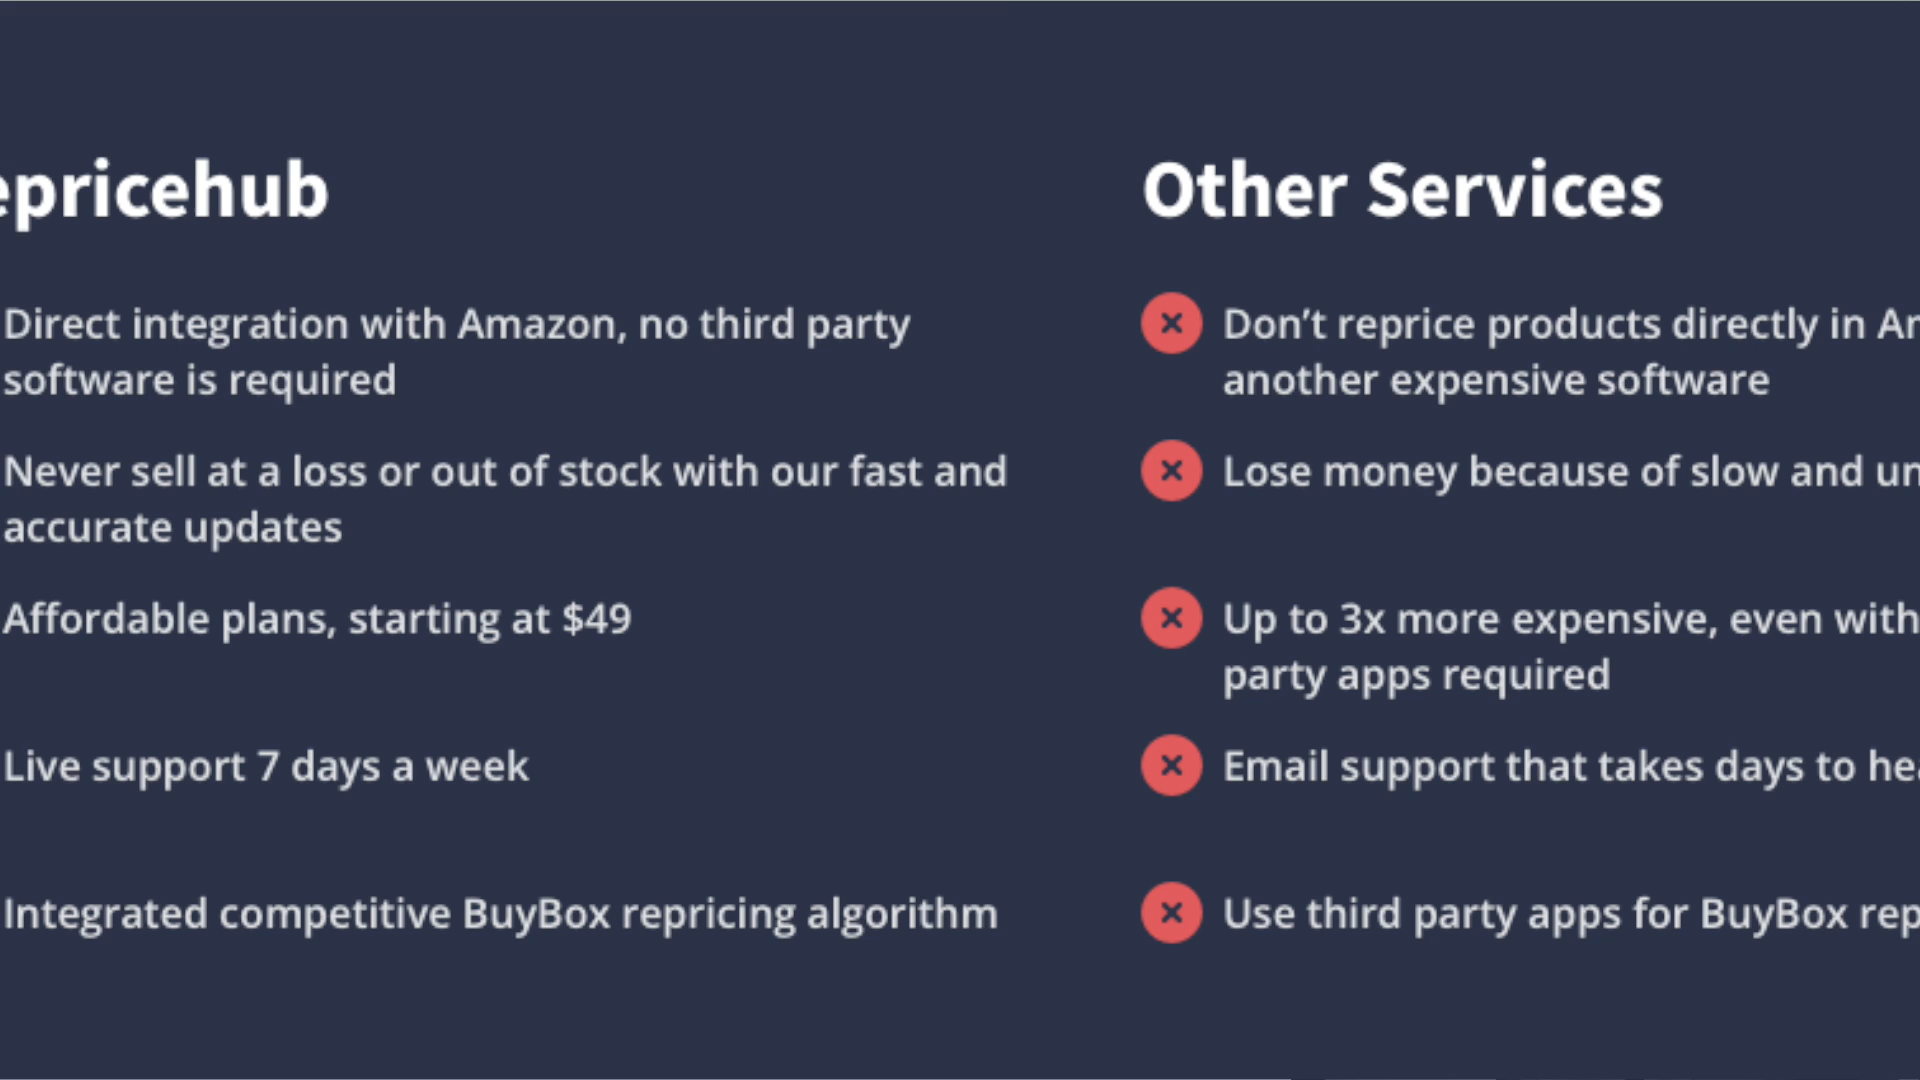 epricehub
Direct integration with Amazon, no third party
software is required
Never sell at a loss or out of stock with our fast and
accurate updates
Affordable plans, starting at $49
Live support 7 days a week
Integrated competitive BuyBox repricing algorithm
Other Services
Don’t reprice products directly in
another expensive software
Lose money because of slow and
Up to 3x more expensive, even with
party apps required
Email support that takes days to
Use third party apps for BuyBox